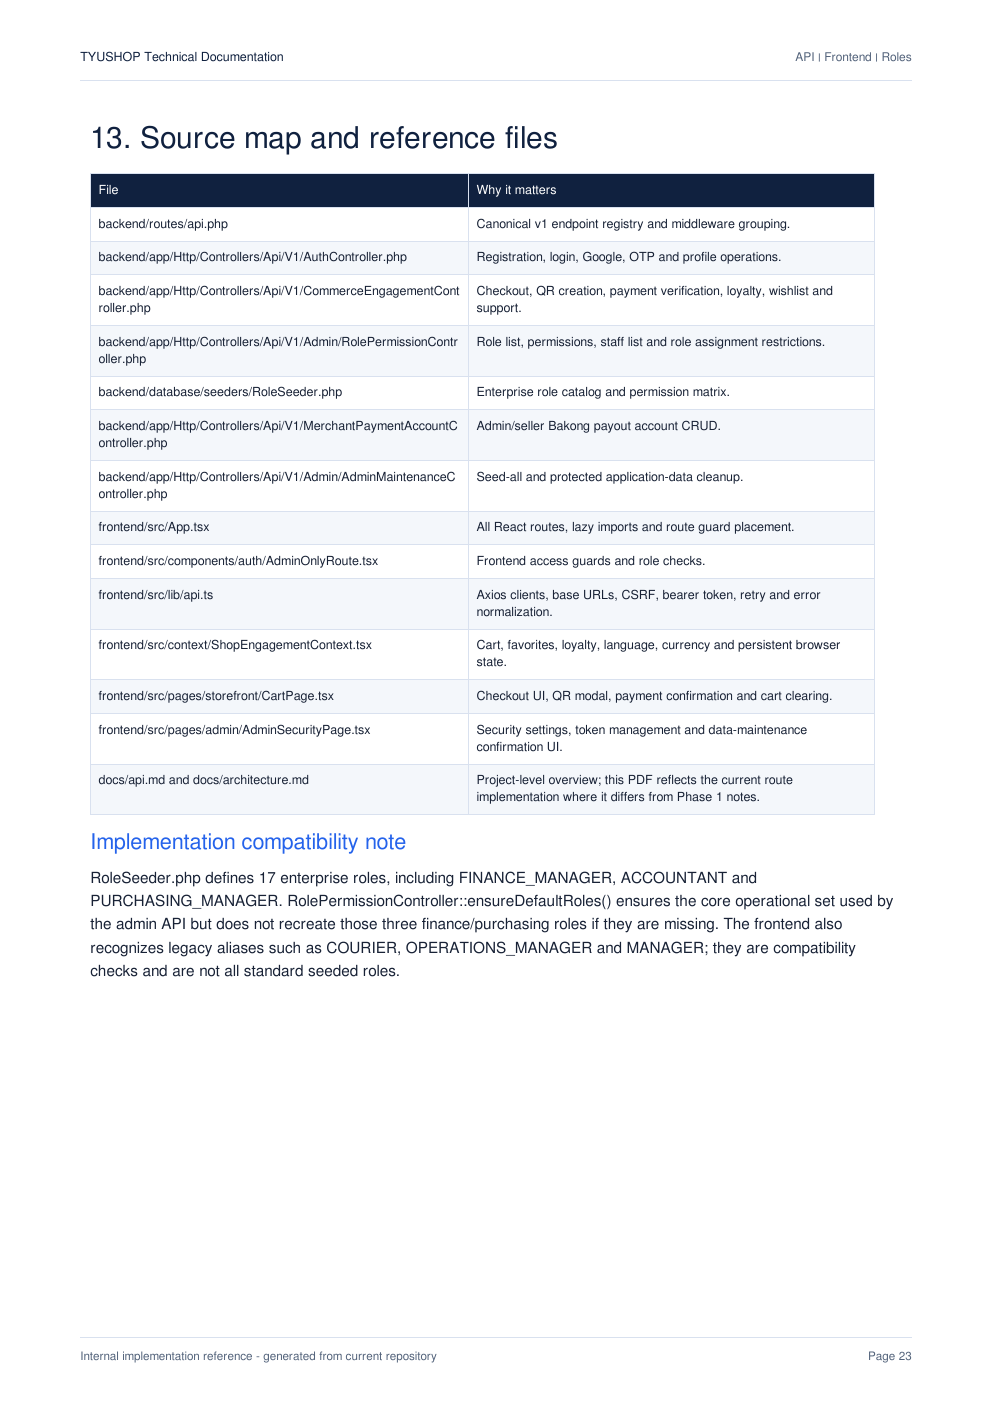 TYUSHOP Technical Documentation
API | Frontend | Roles
13. Source map and reference files
File
Why it matters
backend/routes/api.php
Canonical v1 endpoint registry and middleware grouping.
backend/app/Http/Controllers/Api/V1/AuthController.php
Registration, login, Google, OTP and profile operations.
backend/app/Http/Controllers/Api/V1/CommerceEngagementCont
roller.php
Checkout, QR creation, payment verification, loyalty, wishlist and
support.
backend/app/Http/Controllers/Api/V1/Admin/RolePermissionContr
oller.php
Role list, permissions, staff list and role assignment restrictions.
backend/database/seeders/RoleSeeder.php
Enterprise role catalog and permission matrix.
backend/app/Http/Controllers/Api/V1/MerchantPaymentAccountC
ontroller.php
Admin/seller Bakong payout account CRUD.
backend/app/Http/Controllers/Api/V1/Admin/AdminMaintenanceC
ontroller.php
Seed-all and protected application-data cleanup.
frontend/src/App.tsx
All React routes, lazy imports and route guard placement.
frontend/src/components/auth/AdminOnlyRoute.tsx
Frontend access guards and role checks.
frontend/src/lib/api.ts
Axios clients, base URLs, CSRF, bearer token, retry and error
normalization.
frontend/src/context/ShopEngagementContext.tsx
Cart, favorites, loyalty, language, currency and persistent browser
state.
frontend/src/pages/storefront/CartPage.tsx
Checkout UI, QR modal, payment confirmation and cart clearing.
frontend/src/pages/admin/AdminSecurityPage.tsx
Security settings, token management and data-maintenance
confirmation UI.
docs/api.md and docs/architecture.md
Project-level overview; this PDF reflects the current route
implementation where it differs from Phase 1 notes.
Implementation compatibility note
RoleSeeder.php defines 17 enterprise roles, including FINANCE_MANAGER, ACCOUNTANT and
PURCHASING_MANAGER. RolePermissionController::ensureDefaultRoles() ensures the core operational set used by
the admin API but does not recreate those three finance/purchasing roles if they are missing. The frontend also
recognizes legacy aliases such as COURIER, OPERATIONS_MANAGER and MANAGER; they are compatibility
checks and are not all standard seeded roles.
Internal implementation reference - generated from current repository
Page 23